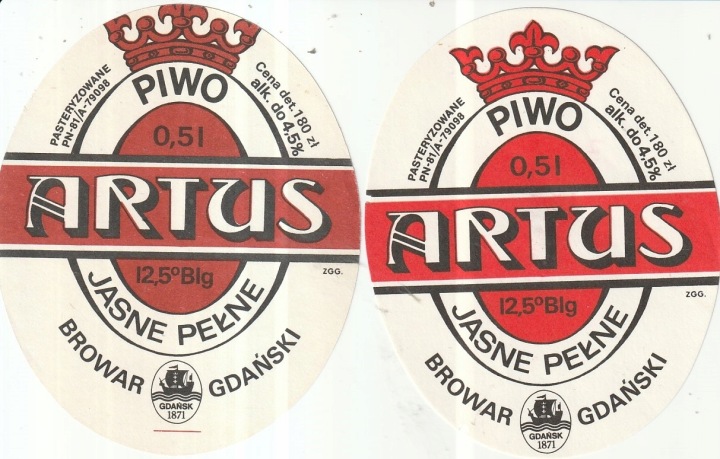 PIWO
PASTERYZOWANE
PN-81/A-79098
Cena det. 180 zł
alk. do 4,5%
0,5 l
ARTUS
12,5° Blg
JASNE PEŁNE
ZGG.
BROWAR GDAŃSKI
GDAŃSK
1871
PIWO
PASTERYZOWANE
PN-81/A-79098
Cena det. 180 zł
alk. do 4,5%
0,5 l
ARTUS
12,5° Blg
JASNE PEŁNE
ZGG.
BROWAR GDAŃSKI
GDAŃSK
1871